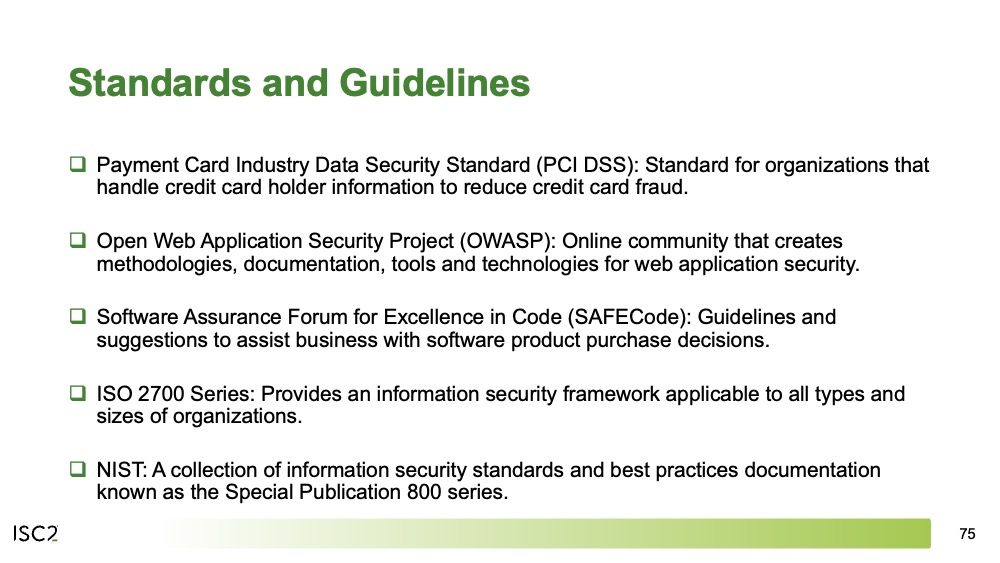 Standards and Guidelines
Payment Card Industry Data Security Standard (PCI DSS): Standard for organizations that
handle credit card holder information to reduce credit card fraud.
Open Web Application Security Project (OWASP): Online community that creates
methodologies, documentation, tools and technologies for web application security.
Software Assurance Forum for Excellence in Code (SAFECode): Guidelines and
suggestions to assist business with software product purchase decisions.
ISO 2700 Series: Provides an information security framework applicable to all types and
sizes of organizations.
NIST: A collection of information security standards and best practices documentation
known as the Special Publication 800 series.
ISC2
75